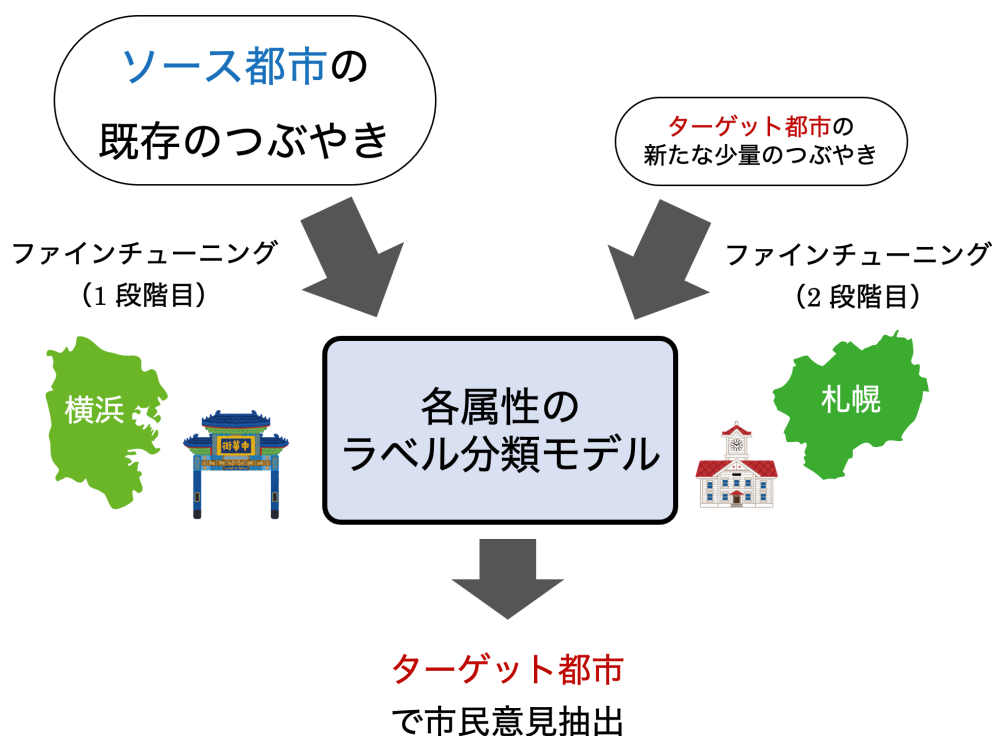 ソース都市の
既存のつぶやき
ターゲット都市の
新たな少量のつぶやき
ファインチューニング
（1 段階目）
ファインチューニング
（2 段階目）
横浜
中華街
各属性の
ラベル分類モデル
札幌
ターゲット都市
で市民意見抽出